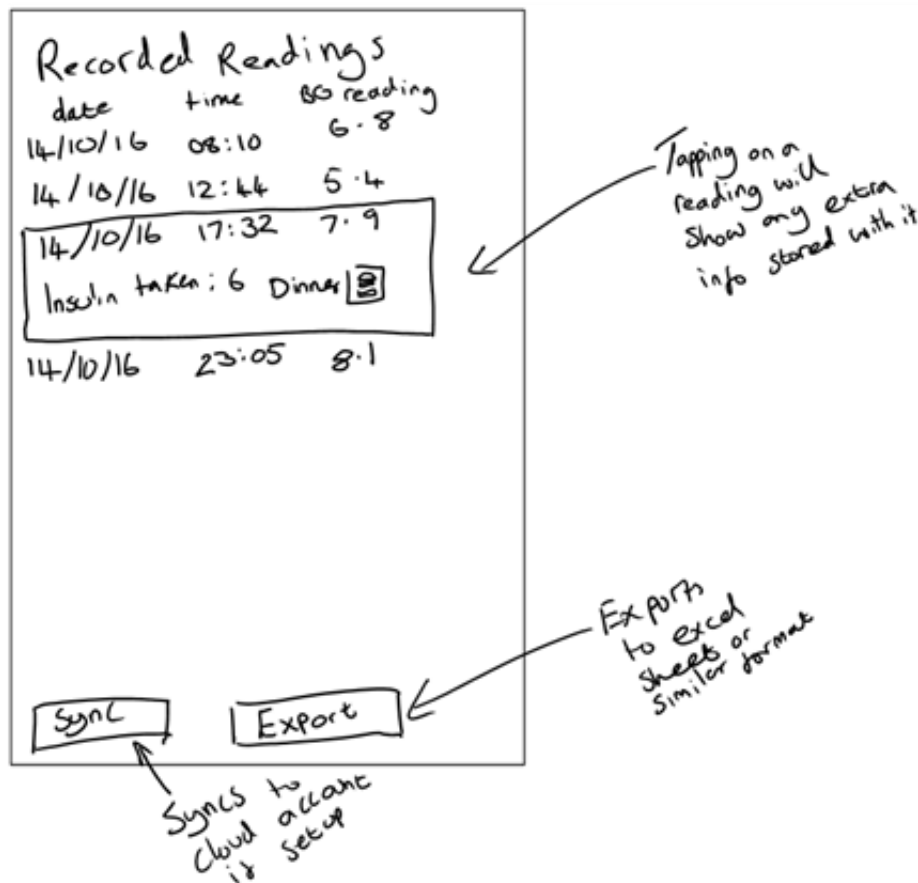 Recorded Readings
date time BG reading
14/10/16 08:10 6.8
14/10/16 12:44 5.4
14/10/16 17:32 7.9
Insulin taken: 6 Dinner
14/10/16 23:05 8.1
Tapping on a
reading will
show any extra
info stored with it
Exports
to excel
sheets or
similar format
Sync
Export
Syncs to
cloud account
if setup